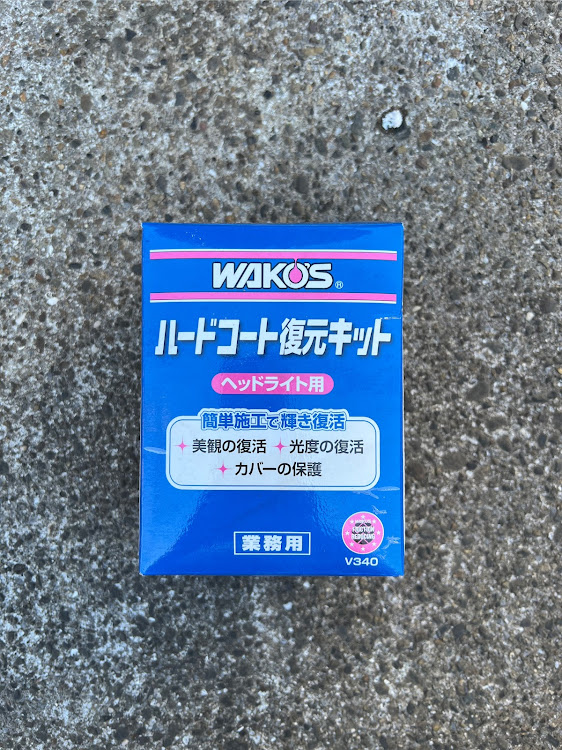 WAKO'S®
ハードコート復元キット
ヘッドライト用
簡単施工で輝き復活
美観の復活 光度の復活
カバーの保護
業務用
V340